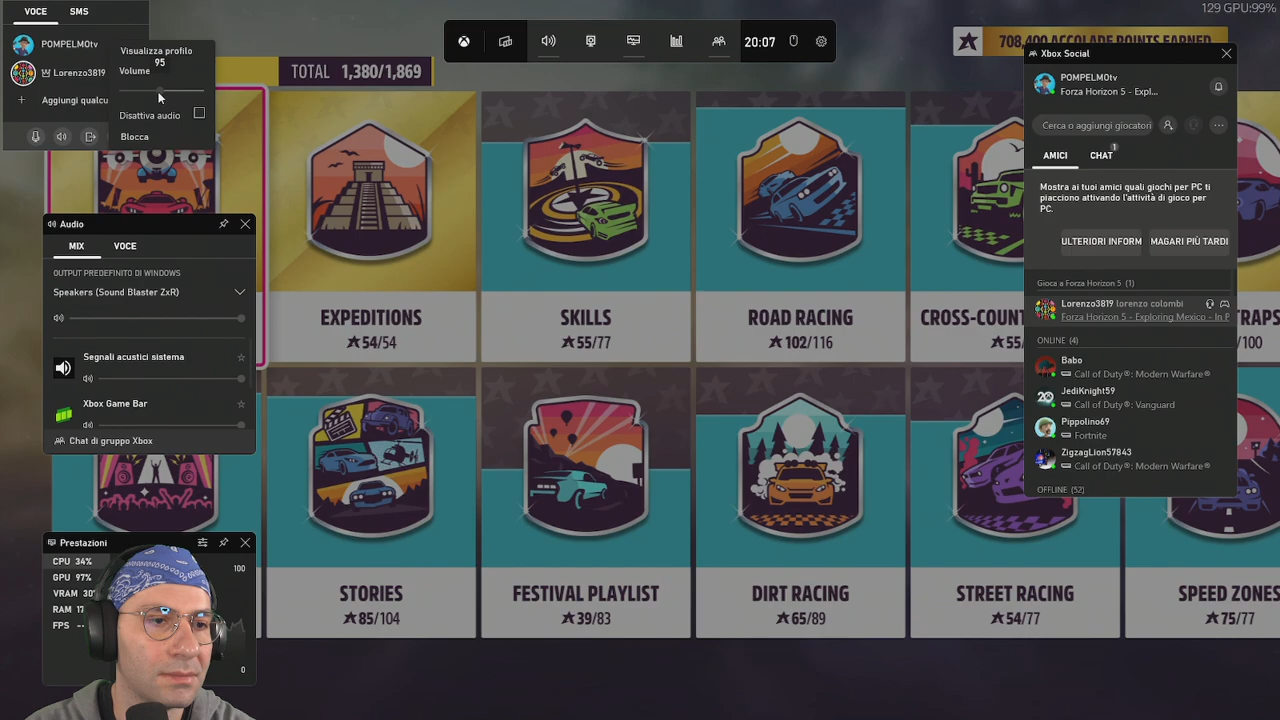 129 GPU:99%
VOCE SMS
POMPELMOtv
Lorenzo3819
Aggiungi qualcu
Visualizza profilo
95
Volume
Disattiva audio
Blocca
TOTAL 1,380/1,869
20:07
708,400 ACCOLADE POINTS EARNED
Xbox Social
POMPELMOtv
Forza Horizon 5 - Expl...
Cerca o aggiungi giocatori
AMICI CHAT 1
Mostra ai tuoi amici quali giochi per PC ti
piacciono attivando l'attività di gioco per
PC.
ULTERIORI INFORM MAGARI PIÙ TARDI
Gioca a Forza Horizon 5 (1)
Lorenzo3819 lorenzo colombi
Forza Horizon 5 - Exploring Mexico - In P
ONLINE (4)
Babo
Call of Duty®: Modern Warfare®
JediKnight59
Call of Duty®: Vanguard
Pippolino69
Fortnite
ZigzagLion57843
Call of Duty®: Modern Warfare®
OFFLINE (52)
Audio
MIX VOCE
OUTPUT PREDEFINITO DI WINDOWS
Speakers (Sound Blaster ZxR)
Segnali acustici sistema
Xbox Game Bar
Chat di gruppo Xbox
EXPEDITIONS
54/54
SKILLS
55/77
ROAD RACING
102/116
CROSS-COUN
55/
TRAPS
/100
STORIES
85/104
FESTIVAL PLAYLIST
39/83
DIRT RACING
65/89
STREET RACING
54/77
SPEED ZONES
75/77
Prestazioni
CPU 34%
GPU 97%
VRAM 30
RAM 17
FPS --
100
0